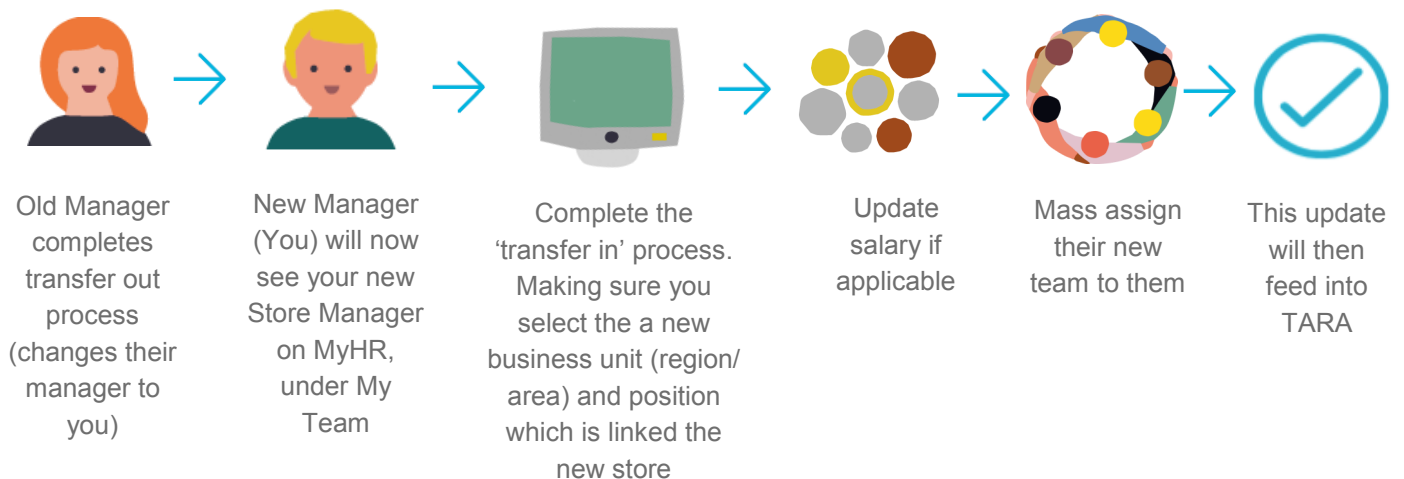 Old Manager
completes
transfer out
process
(changes their
manager to
you)
New Manager
(You) will now
see your new
Store Manager
on MyHR,
under My
Team
Complete the
‘transfer in’ process.
Making sure you
select the a new
business unit (region/
area) and position
which is linked the
new store
Update
salary if
applicable
Mass assign
their new
team to them
This update
will then
feed into
TARA